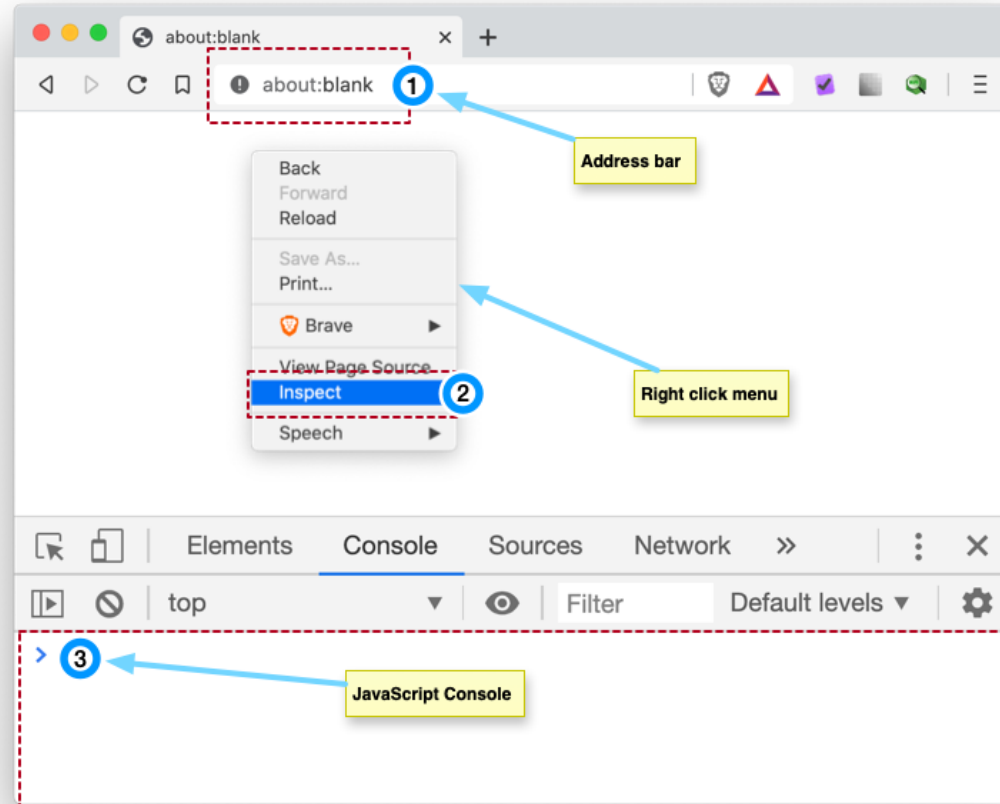 about:blank
about:blank
1
Address bar
Back
Forward
Reload
Save As...
Print...
Brave
View Page Source
Inspect
2
Speech
Right click menu
Elements Console Sources Network
top Filter Default levels
3
JavaScript Console